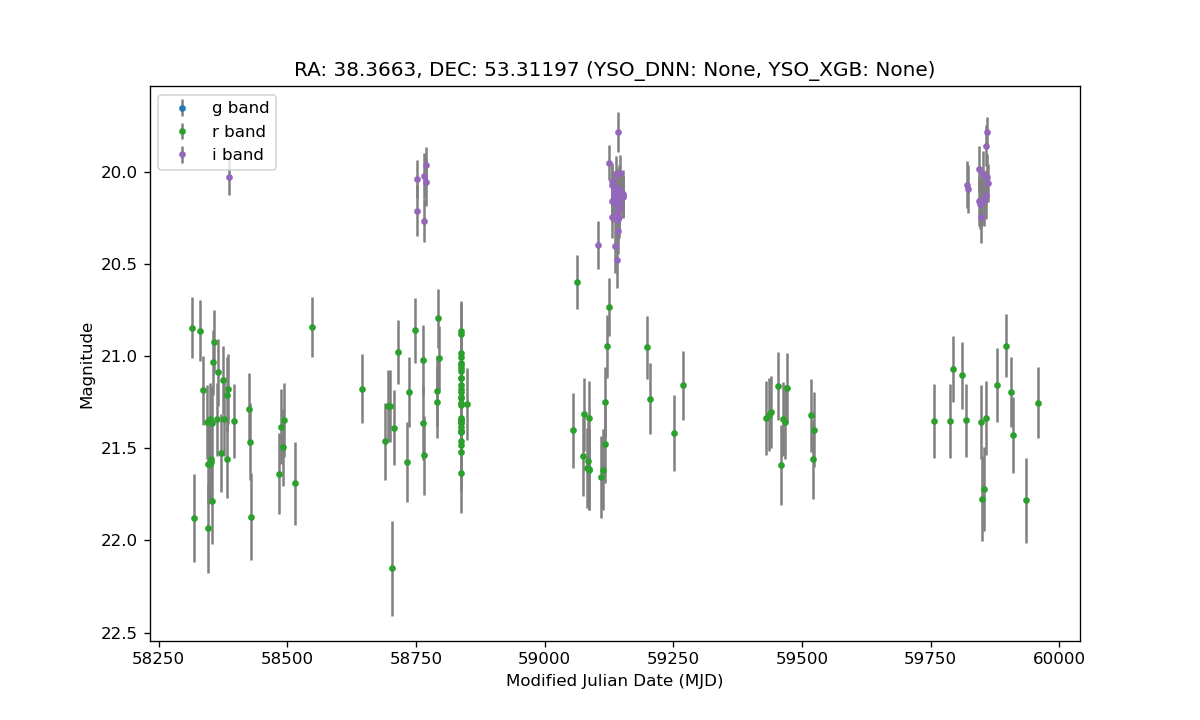 RA: 38.3663, DEC: 53.31197 (YSO_DNN: None, YSO_XGB: None)
g band
r band
i band
20.0
20.5
21.0
21.5
22.0
22.5
Magnitude
58250 58500 58750 59000 59250 59500 59750 60000
Modified Julian Date (MJD)